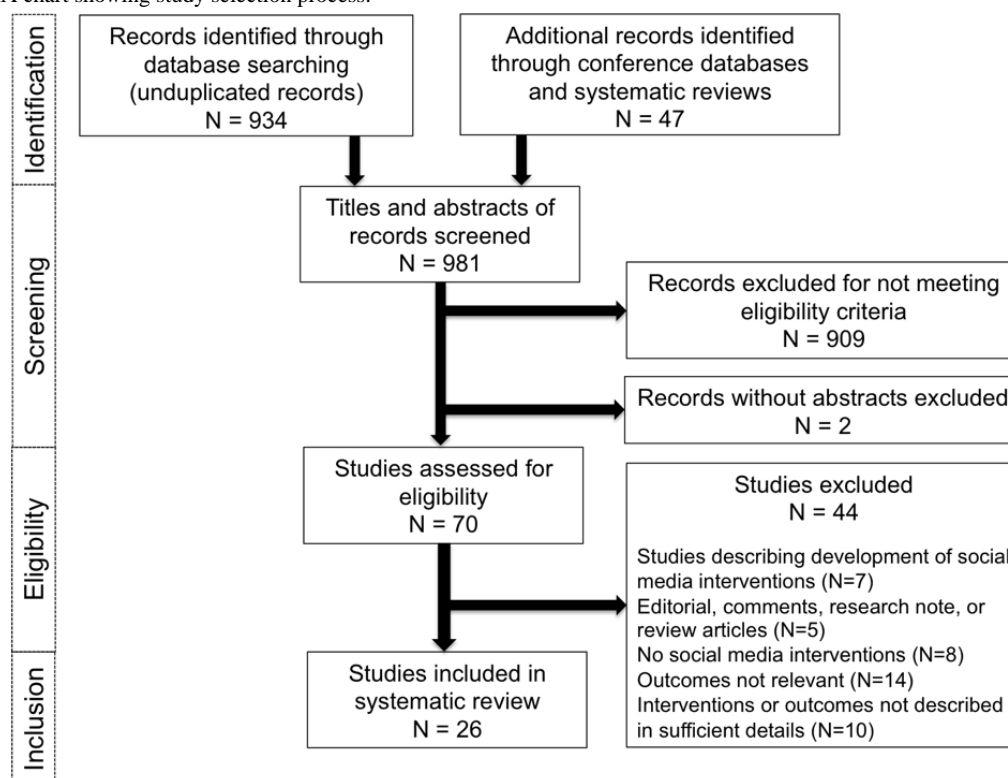 A chart showing study selection process.
Identification
Records identified through
database searching
(unduplicated records)
N = 934
Additional records identified
through conference databases
and systematic reviews
N = 47
Screening
Titles and abstracts of
records screened
N = 981
Records excluded for not meeting
eligibility criteria
N = 909
Records without abstracts excluded
N = 2
Eligibility
Studies assessed for
eligibility
N = 70
Studies excluded
N = 44
Studies describing development of social
media interventions (N=7)
Editorial, comments, research note, or
review articles (N=5)
No social media interventions (N=8)
Outcomes not relevant (N=14)
Interventions or outcomes not described
in sufficient details (N=10)
Inclusion
Studies included in
systematic review
N = 26